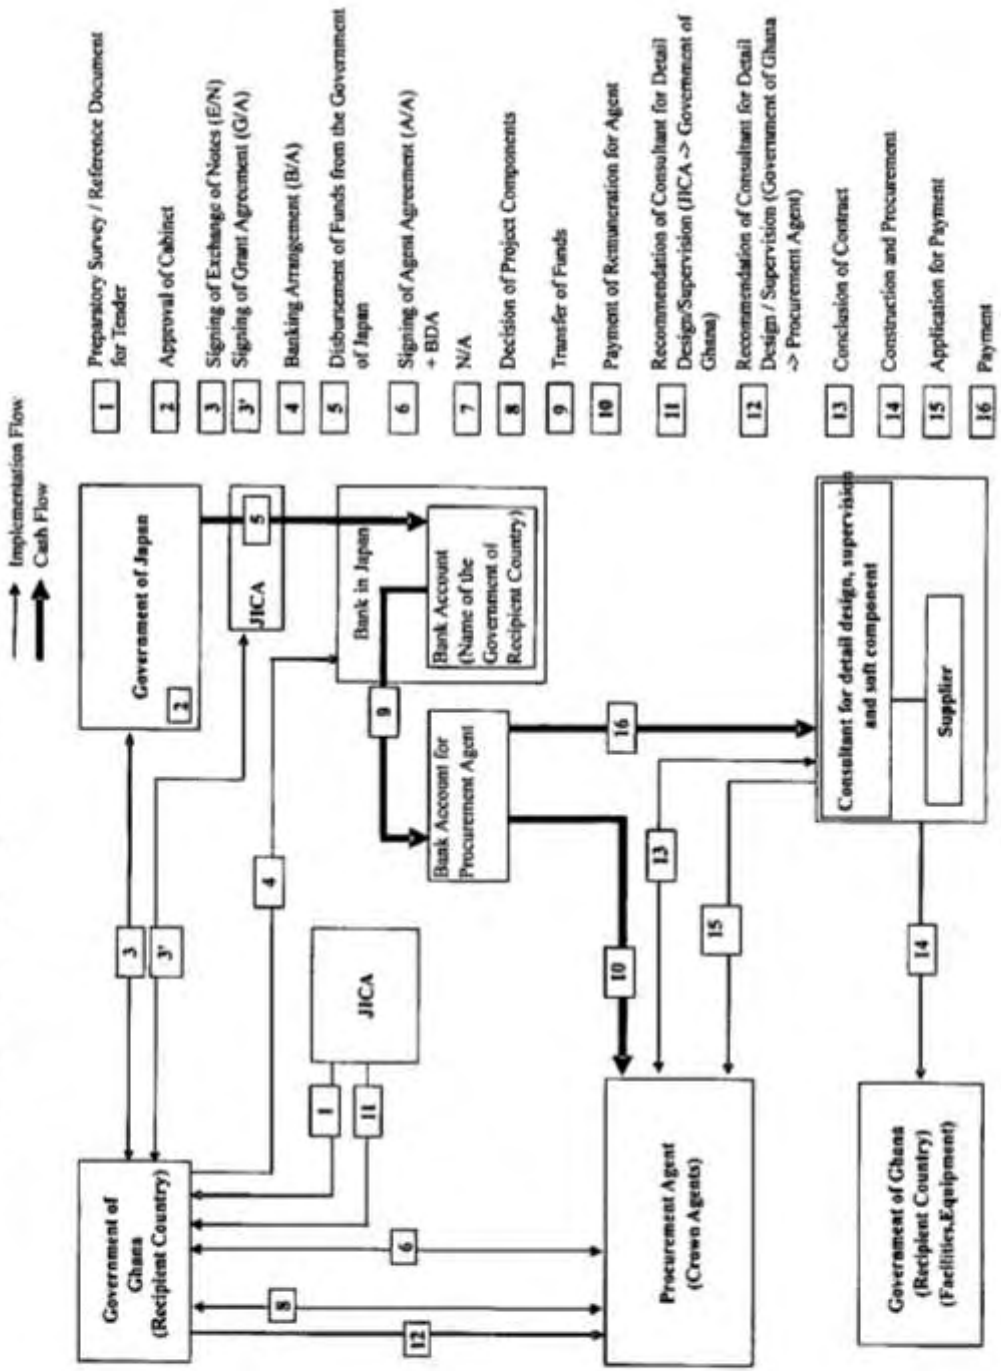 Implementation Flow
Cash Flow
Government of
Ghana
(Recipient Country)
3
3'
Government of Japan
2
JICA
5
4
Bank in Japan
Bank Account
(Name of the
Government of
Recipient Country)
9
Bank Account for
Procurement Agent
JICA
1
11
6
8
12
10
16
13
15
Procurement Agent
(Crown Agents)
Consultant for detail design, supervision
and soft component
Supplier
14
Government of Ghana
(Recipient Country)
(Facilities,Equipment)
1 Preparatory Survey / Reference Document
for Tender
2 Approval of Cabinet
3 Signing of Exchange of Notes (E/N)
3' Signing of Grant Agreement (G/A)
4 Banking Arrangement (B/A)
5 Disbursement of Funds from the Government
of Japan
6 Signing of Agent Agreement (A/A)
+ BDA
7 N/A
8 Decision of Project Components
9 Transfer of Funds
10 Payment of Remuneration for Agent
11 Recommendation of Consultant for Detail
Design/Supervision (JICA -> Government of
Ghana)
12 Recommendation of Consultant for Detail
Design / Supervision (Government of Ghana
-> Procurement Agent)
13 Conclusion of Contract
14 Construction and Procurement
15 Application for Payment
16 Payment